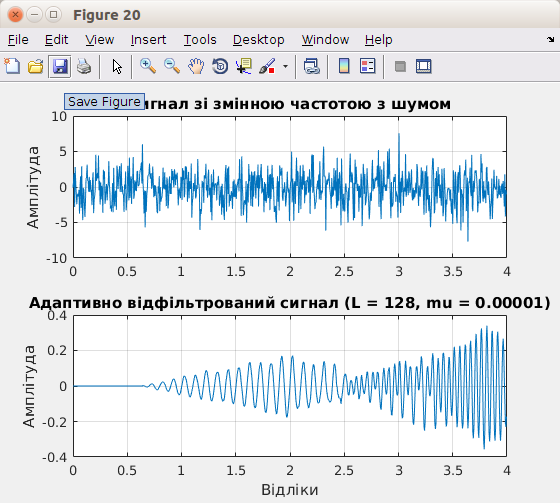 Figure 20
File Edit View Insert Tools Desktop Window Help
Save Figure
игнал зі змінною частотою з шумом
10
5
0
-5
-10
Амплітуда
0 0.5 1 1.5 2 2.5 3 3.5 4
Адаптивно відфільтрований сигнал (L = 128, mu = 0.00001)
0.4
0.2
0
-0.2
-0.4
Амплітуда
0 0.5 1 1.5 2 2.5 3 3.5 4
Відліки